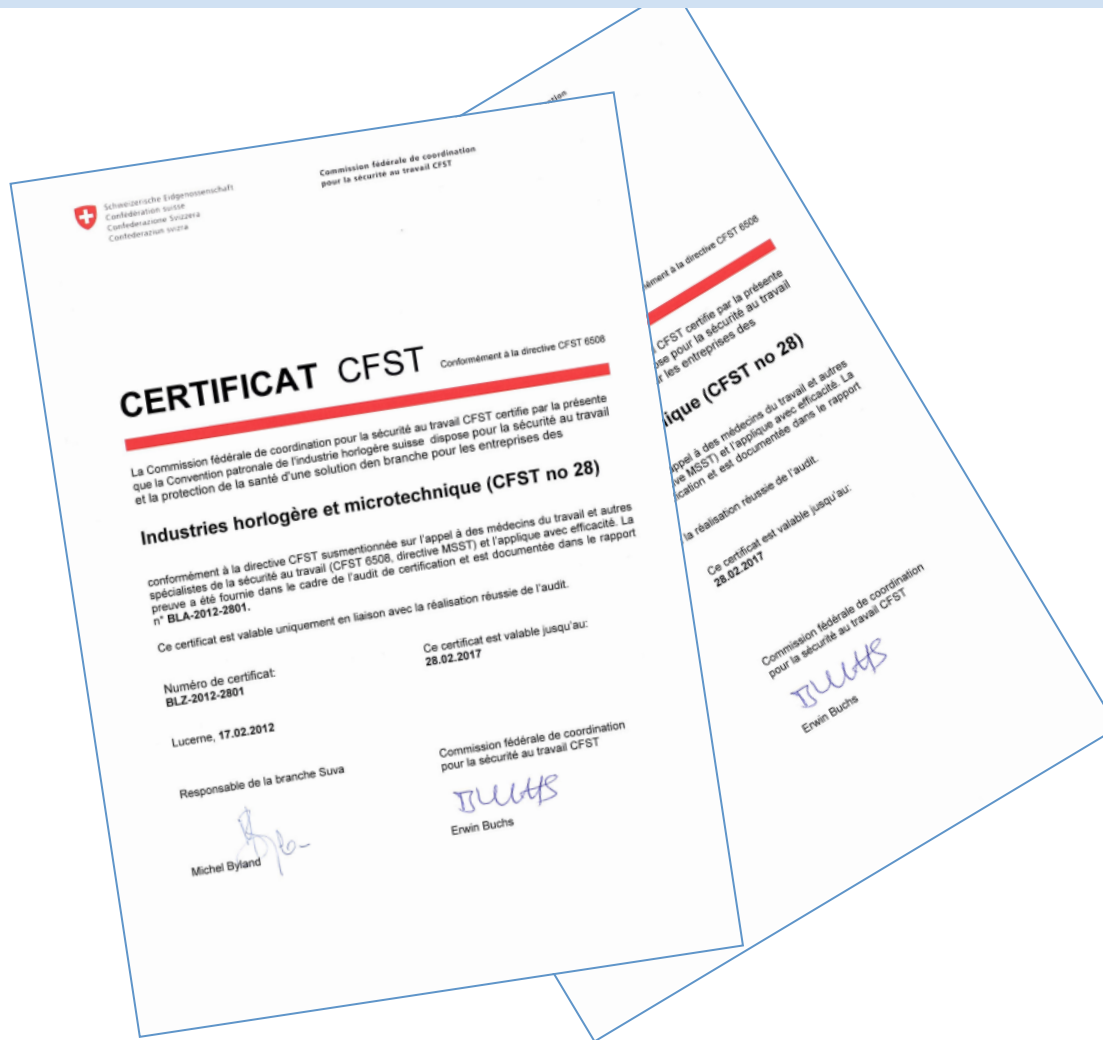 Schweizerische Eidgenossenschaft
Confédération suisse
Confederazione Svizzera
Confederaziun svizra
Commission fédérale de coordination
pour la sécurité au travail CFST
CERTIFICAT CFST Conformément à la directive CFST 6508
La Commission fédérale de coordination pour la sécurité au travail CFST certifie par la présente
que la Convention patronale de l'industrie horlogère suisse dispose pour la sécurité au travail
et la protection de la santé d'une solution den branche pour les entreprises des
Industries horlogère et microtechnique (CFST no 28)
conformément à la directive CFST susmentionnée sur l'appel à des médecins du travail et autres
spécialistes de la sécurité au travail (CFST 6508, directive MSST) et l'applique avec efficacité. La
preuve a été fournie dans le cadre de l'audit de certification et est documentée dans le rapport
n° BLA-2012-2801.
Ce certificat est valable uniquement en liaison avec la réalisation réussie de l'audit.
Numéro de certificat:
BLZ-2012-2801
Ce certificat est valable jusqu'au:
28.02.2017
Lucerne, 17.02.2012
Responsable de la branche Suva
Michel Byland
Commission fédérale de coordination
pour la sécurité au travail CFST
Buchs
Erwin Buchs
à la directive CFST 6508
CFST certifie par la présente
pour la sécurité au travail
les entreprises des
(CFST no 28)
à des médecins du travail et autres
MSST) et l'applique avec efficacité. La
et est documentée dans le rapport
la réalisation réussie de l'audit.
Ce certificat est valable jusqu'au:
28.02.2017
Commission fédérale de coordination
pour la sécurité au travail CFST
Buchs
Erwin Buchs